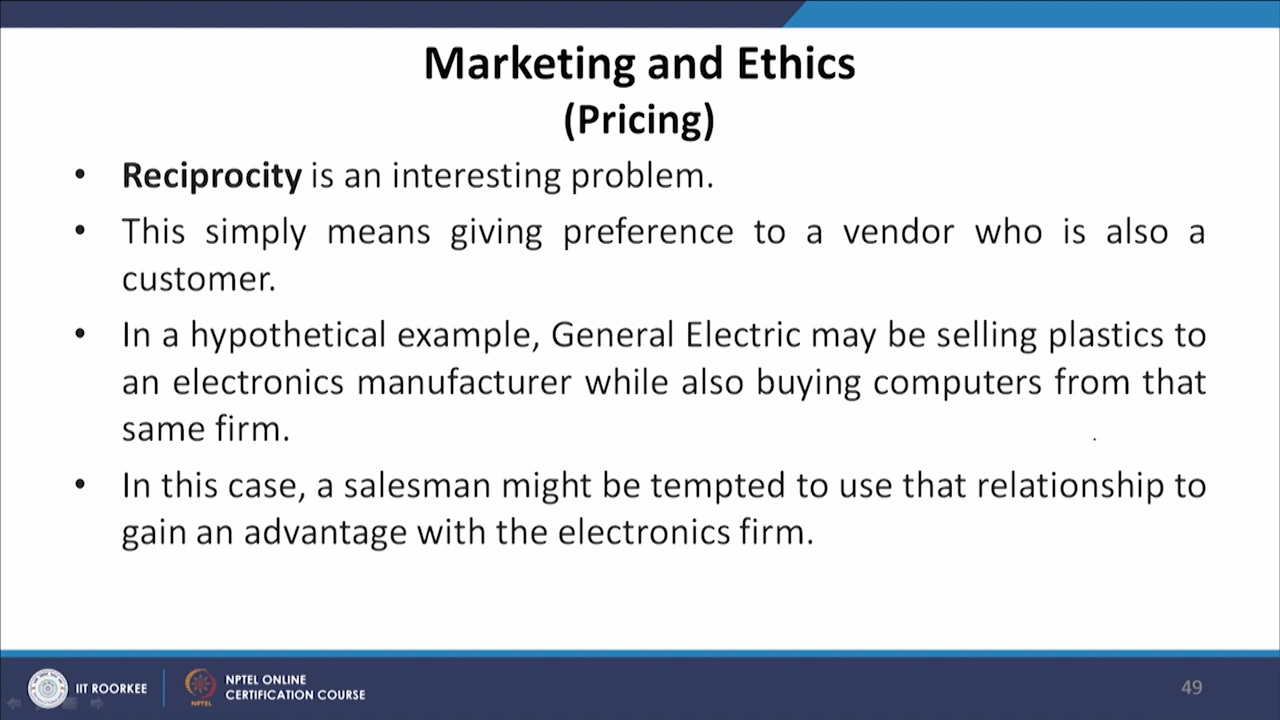 Marketing and Ethics
(Pricing)
• Reciprocity is an interesting problem.
• This simply means giving preference to a vendor who is also a
customer.
• In a hypothetical example, General Electric may be selling plastics to
an electronics manufacturer while also buying computers from that
same firm.
• In this case, a salesman might be tempted to use that relationship to
gain an advantage with the electronics firm.
IIT ROORKEE
NPTEL
NPTEL ONLINE
CERTIFICATION COURSE
49